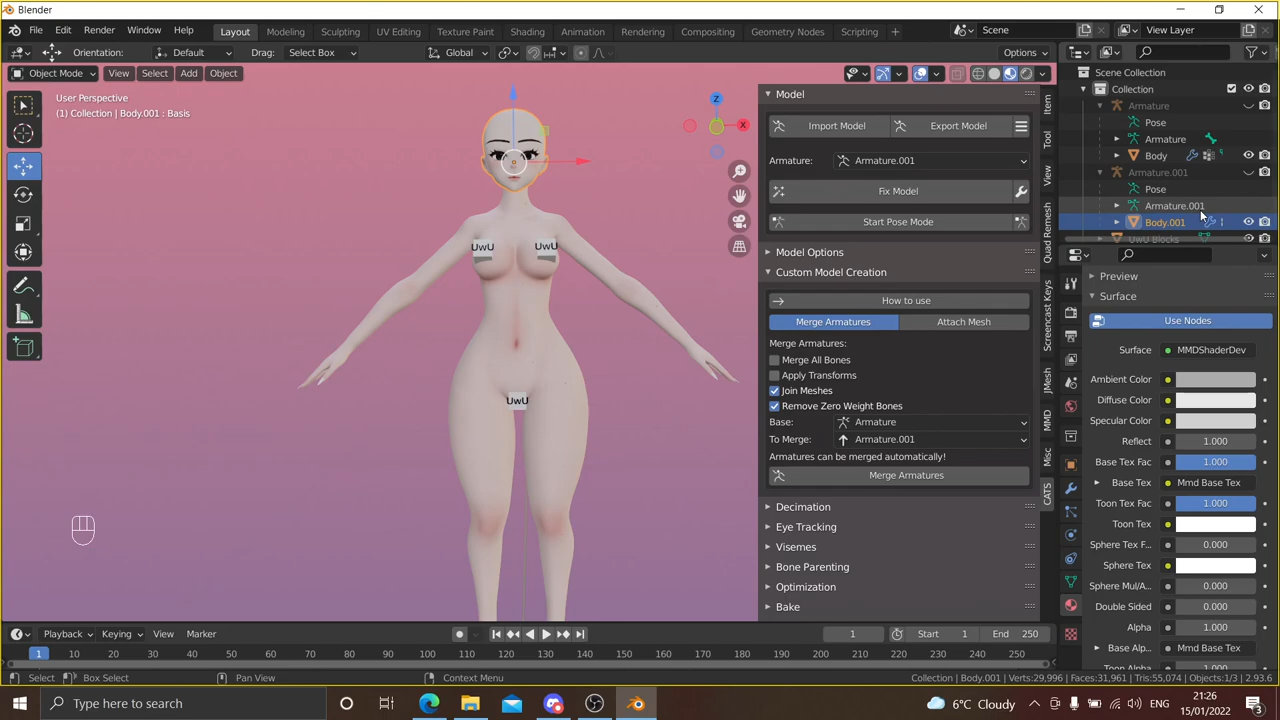 Blender
File Edit Render Window Help
Layout Modeling Sculpting UV Editing Texture Paint Shading Animation Rendering Compositing Geometry Nodes Scripting +
Scene
View Layer
Orientation: Default Drag: Select Box Global Options
Object Mode View Select Add Object
User Perspective
(1) Collection | Body.001 : Basis
Z
X
UwU UwU
UwU
Model
Import Model Export Model
Armature: Armature.001
Fix Model
Start Pose Mode
Model Options
Custom Model Creation
How to use
Merge Armatures Attach Mesh
Merge Armatures:
Merge All Bones
Apply Transforms
Join Meshes
Remove Zero Weight Bones
Base: Armature
To Merge: Armature.001
Armatures can be merged automatically!
Merge Armatures
Decimation
Eye Tracking
Visemes
Bone Parenting
Optimization
Bake
Item
Tool
View
Quad Remesh
Screencast Keys
JMesh
MMD
Misc
CATS
Scene Collection
Collection
Armature
Pose
Armature
Body
Armature.001
Pose
Armature.001
Body.001
UwU Blocks
Preview
Surface
Use Nodes
Surface MMDShaderDev
Ambient Color
Diffuse Color
Specular Color
Reflect 1.000
Base Tex Fac 1.000
Base Tex Mmd Base Tex
Toon Tex Fac 1.000
Toon Tex
Sphere Tex F... 0.000
Sphere Tex
Sphere Mul/A... 0.000
Double Sided 0.000
Alpha 1.000
Base Alp... Mmd Base Tex
Toon Alpha 1.000
Playback Keying View Marker 1 Start 1 End 250
1 10 20 30 40 50 60 70 80 90 100 110 120 130 140 150 160 170 180 190 200 210 220 230 240 250
Select Box Select Pan View Context Menu Collection | Body.001 | Verts:29,996 | Faces:31,961 | Tris:55,074 | Objects:1/3 | 2.93.6
Type here to search
6°C Cloudy
ENG
21:26
15/01/2022
3